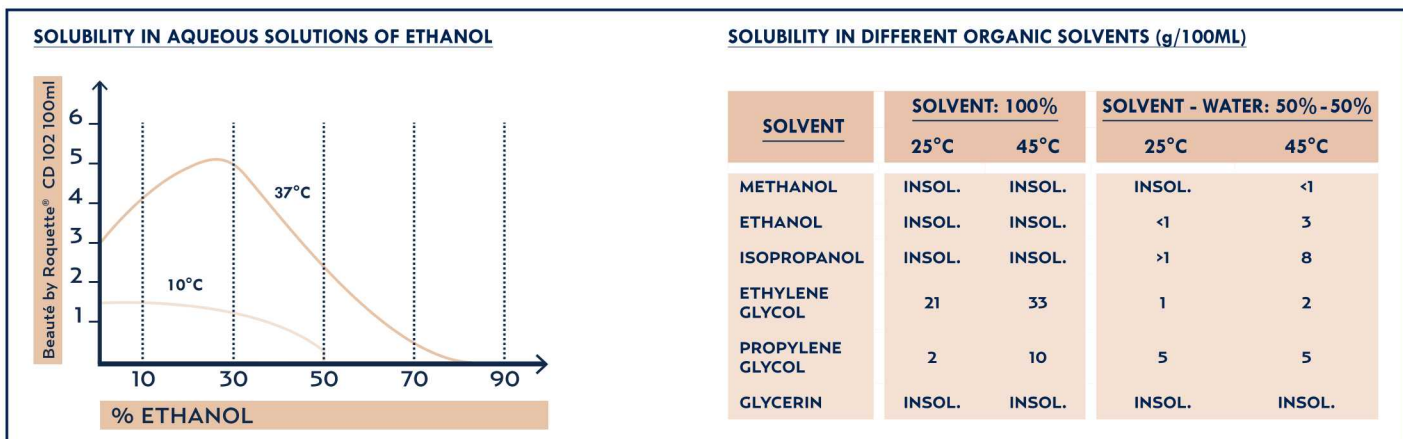 SOLUBILITY IN AQUEOUS SOLUTIONS OF ETHANOL
Beauté by Roquette® CD 102 100ml
6
5
4
3
2
1
37°C
10°C
10 30 50 70 90
% ETHANOL
SOLUBILITY IN DIFFERENT ORGANIC SOLVENTS (g/100ML)
SOLVENT SOLVENT: 100% SOLVENT - WATER: 50%-50%
25°C 45°C 25°C 45°C
METHANOL INSOL. INSOL. INSOL. <1
ETHANOL INSOL. INSOL. <1 3
ISOPROPANOL INSOL. INSOL. >1 8
ETHYLENE
GLYCOL 21 33 1 2
PROPYLENE
GLYCOL 2 10 5 5
GLYCERIN INSOL. INSOL. INSOL. INSOL.